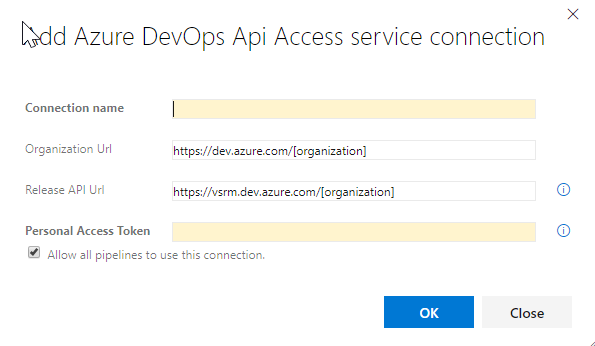 Add Azure DevOps Api Access service connection
Connection name
Organization Url
https://dev.azure.com/[organization]
Release API Url
https://vsrm.dev.azure.com/[organization]
Personal Access Token
Allow all pipelines to use this connection.
OK
Close